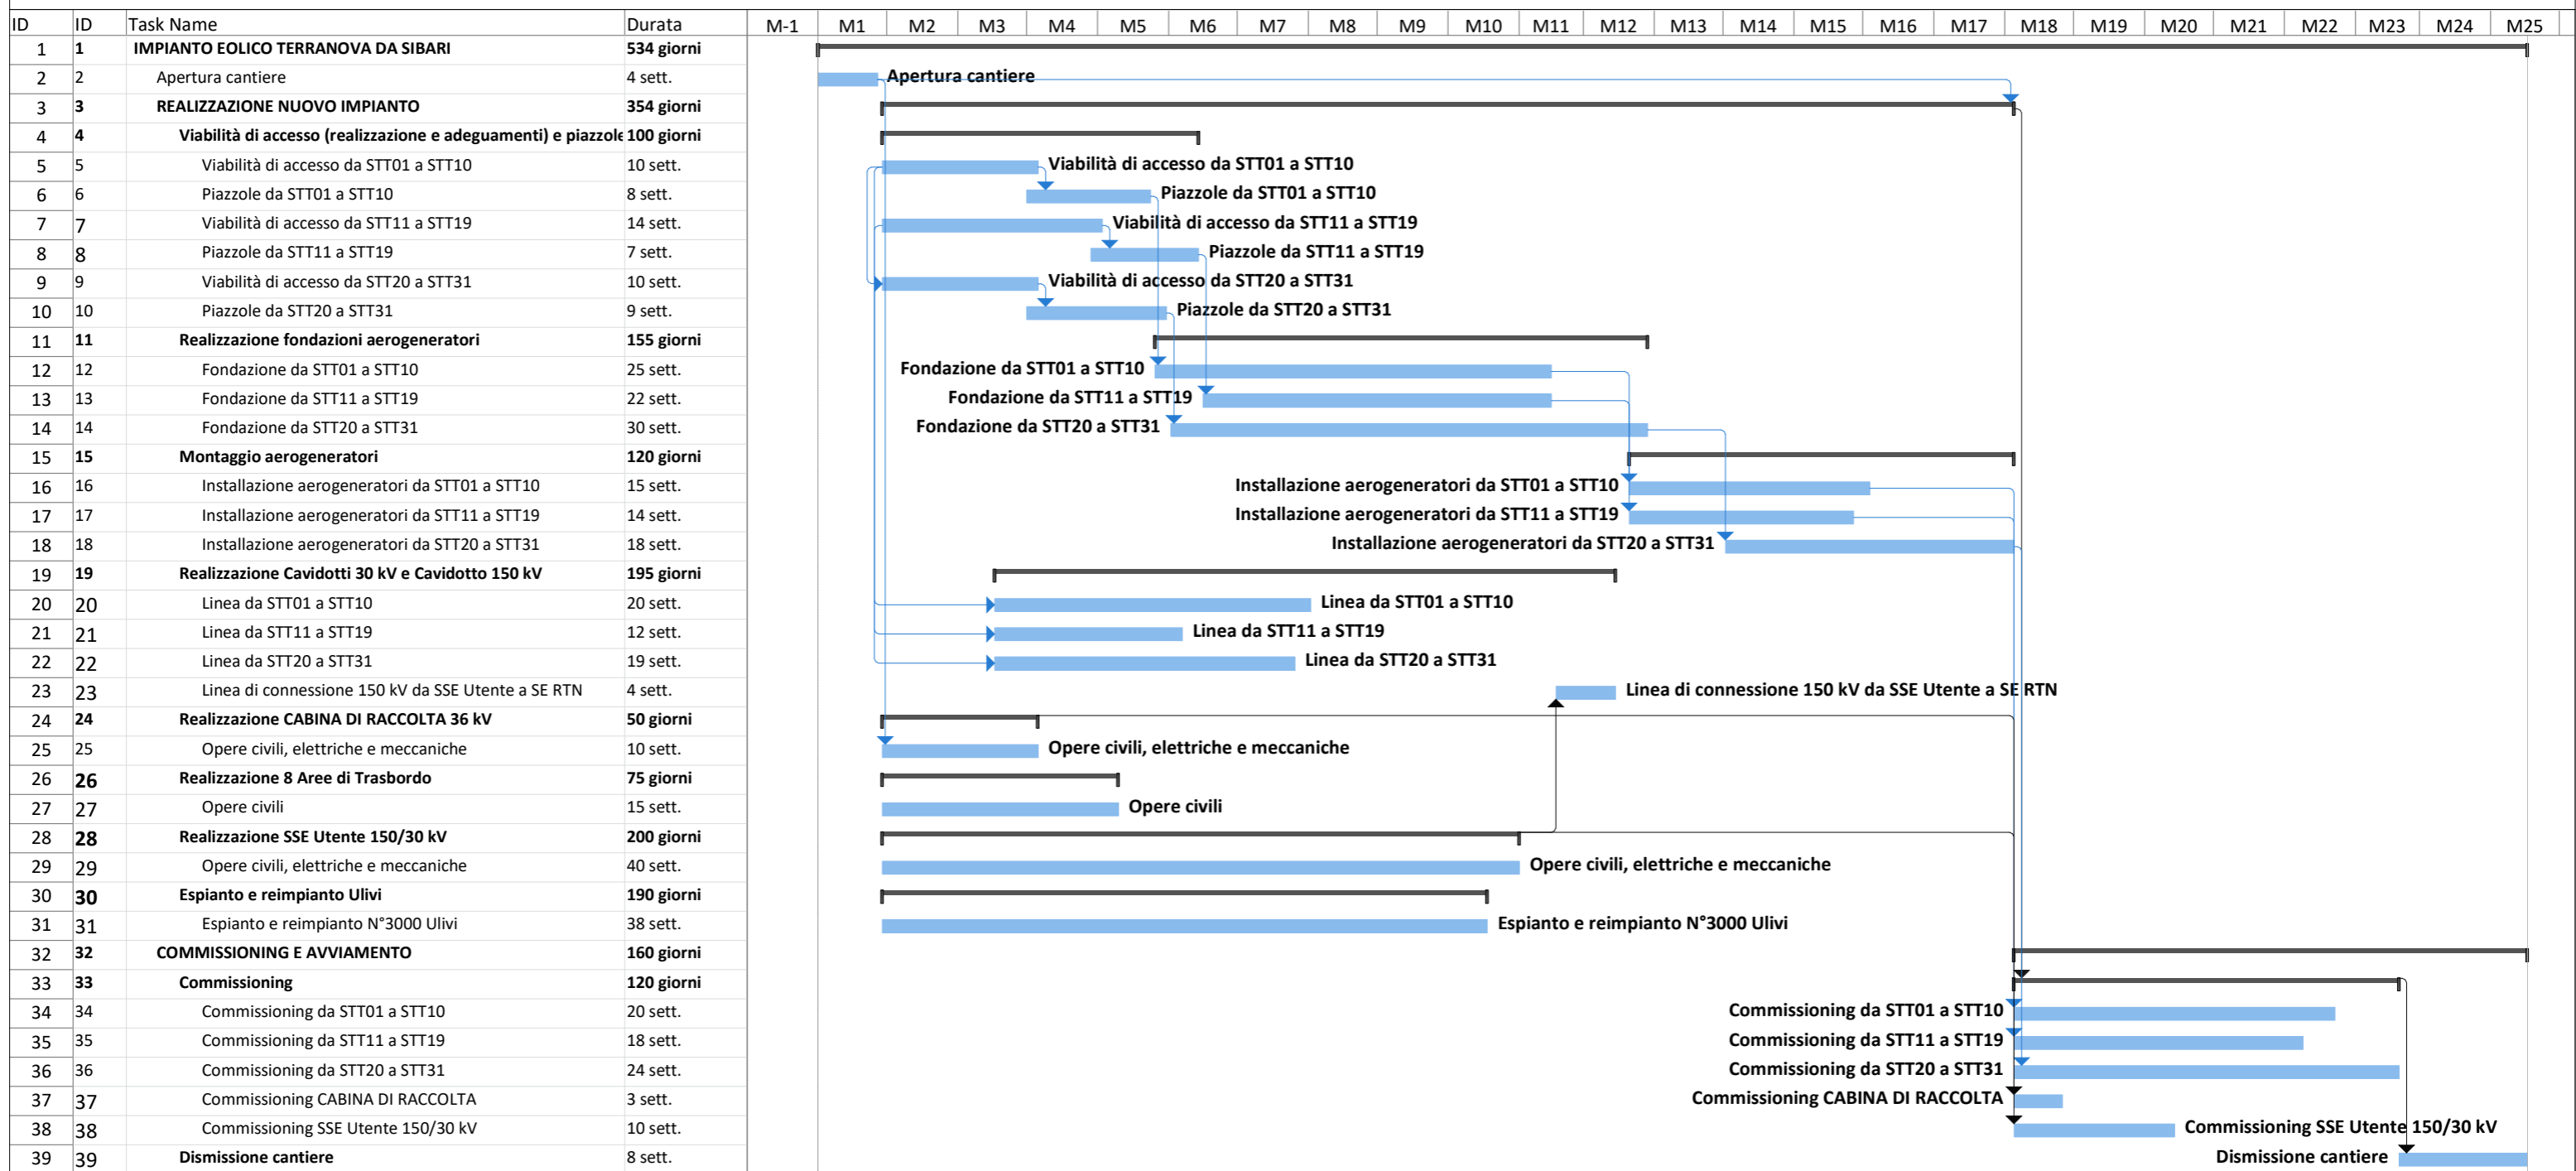 ID ID Task Name Durata M-1 M1 M2 M3 M4 M5 M6 M7 M8 M9 M10 M11 M12 M13 M14 M15 M16 M17 M18 M19 M20 M21 M22 M23 M24 M25
1 1 IMPIANTO EOLICO TERRANOVA DA SIBARI 534 giorni
2 2 Apertura cantiere 4 sett. Apertura cantiere
3 3 REALIZZAZIONE NUOVO IMPIANTO 354 giorni
4 4 Viabilità di accesso (realizzazione e adeguamenti) e piazzole 100 giorni
5 5 Viabilità di accesso da STT01 a STT10 10 sett. Viabilità di accesso da STT01 a STT10
6 6 Piazzole da STT01 a STT10 8 sett. Piazzole da STT01 a STT10
7 7 Viabilità di accesso da STT11 a STT19 14 sett. Viabilità di accesso da STT11 a STT19
8 8 Piazzole da STT11 a STT19 7 sett. Piazzole da STT11 a STT19
9 9 Viabilità di accesso da STT20 a STT31 10 sett. Viabilità di accesso da STT20 a STT31
10 10 Piazzole da STT20 a STT31 9 sett. Piazzole da STT20 a STT31
11 11 Realizzazione fondazioni aerogeneratori 155 giorni
12 12 Fondazione da STT01 a STT10 25 sett. Fondazione da STT01 a STT10
13 13 Fondazione da STT11 a STT19 22 sett. Fondazione da STT11 a STT19
14 14 Fondazione da STT20 a STT31 30 sett. Fondazione da STT20 a STT31
15 15 Montaggio aerogeneratori 120 giorni
16 16 Installazione aerogeneratori da STT01 a STT10 15 sett. Installazione aerogeneratori da STT01 a STT10
17 17 Installazione aerogeneratori da STT11 a STT19 14 sett. Installazione aerogeneratori da STT11 a STT19
18 18 Installazione aerogeneratori da STT20 a STT31 18 sett. Installazione aerogeneratori da STT20 a STT31
19 19 Realizzazione Cavidotti 30 kV e Cavidotto 150 kV 195 giorni
20 20 Linea da STT01 a STT10 20 sett. Linea da STT01 a STT10
21 21 Linea da STT11 a STT19 12 sett. Linea da STT11 a STT19
22 22 Linea da STT20 a STT31 19 sett. Linea da STT20 a STT31
23 23 Linea di connessione 150 kV da SSE Utente a SE RTN 4 sett. Linea di connessione 150 kV da SSE Utente a SE RTN
24 24 Realizzazione CABINA DI RACCOLTA 36 kV 50 giorni
25 25 Opere civili, elettriche e meccaniche 10 sett. Opere civili, elettriche e meccaniche
26 26 Realizzazione 8 Aree di Trasbordo 75 giorni
27 27 Opere civili 15 sett. Opere civili
28 28 Realizzazione SSE Utente 150/30 kV 200 giorni
29 29 Opere civili, elettriche e meccaniche 40 sett. Opere civili, elettriche e meccaniche
30 30 Espianto e reimpianto Ulivi 190 giorni
31 31 Espianto e reimpianto N°3000 Ulivi 38 sett. Espianto e reimpianto N°3000 Ulivi
32 32 COMMISSIONING E AVVIAMENTO 160 giorni
33 33 Commissioning 120 giorni
34 34 Commissioning da STT01 a STT10 20 sett. Commissioning da STT01 a STT10
35 35 Commissioning da STT11 a STT19 18 sett. Commissioning da STT11 a STT19
36 36 Commissioning da STT20 a STT31 24 sett. Commissioning da STT20 a STT31
37 37 Commissioning CABINA DI RACCOLTA 3 sett. Commissioning CABINA DI RACCOLTA
38 38 Commissioning SSE Utente 150/30 kV 10 sett. Commissioning SSE Utente 150/30 kV
39 39 Dismissione cantiere 8 sett. Dismissione cantiere